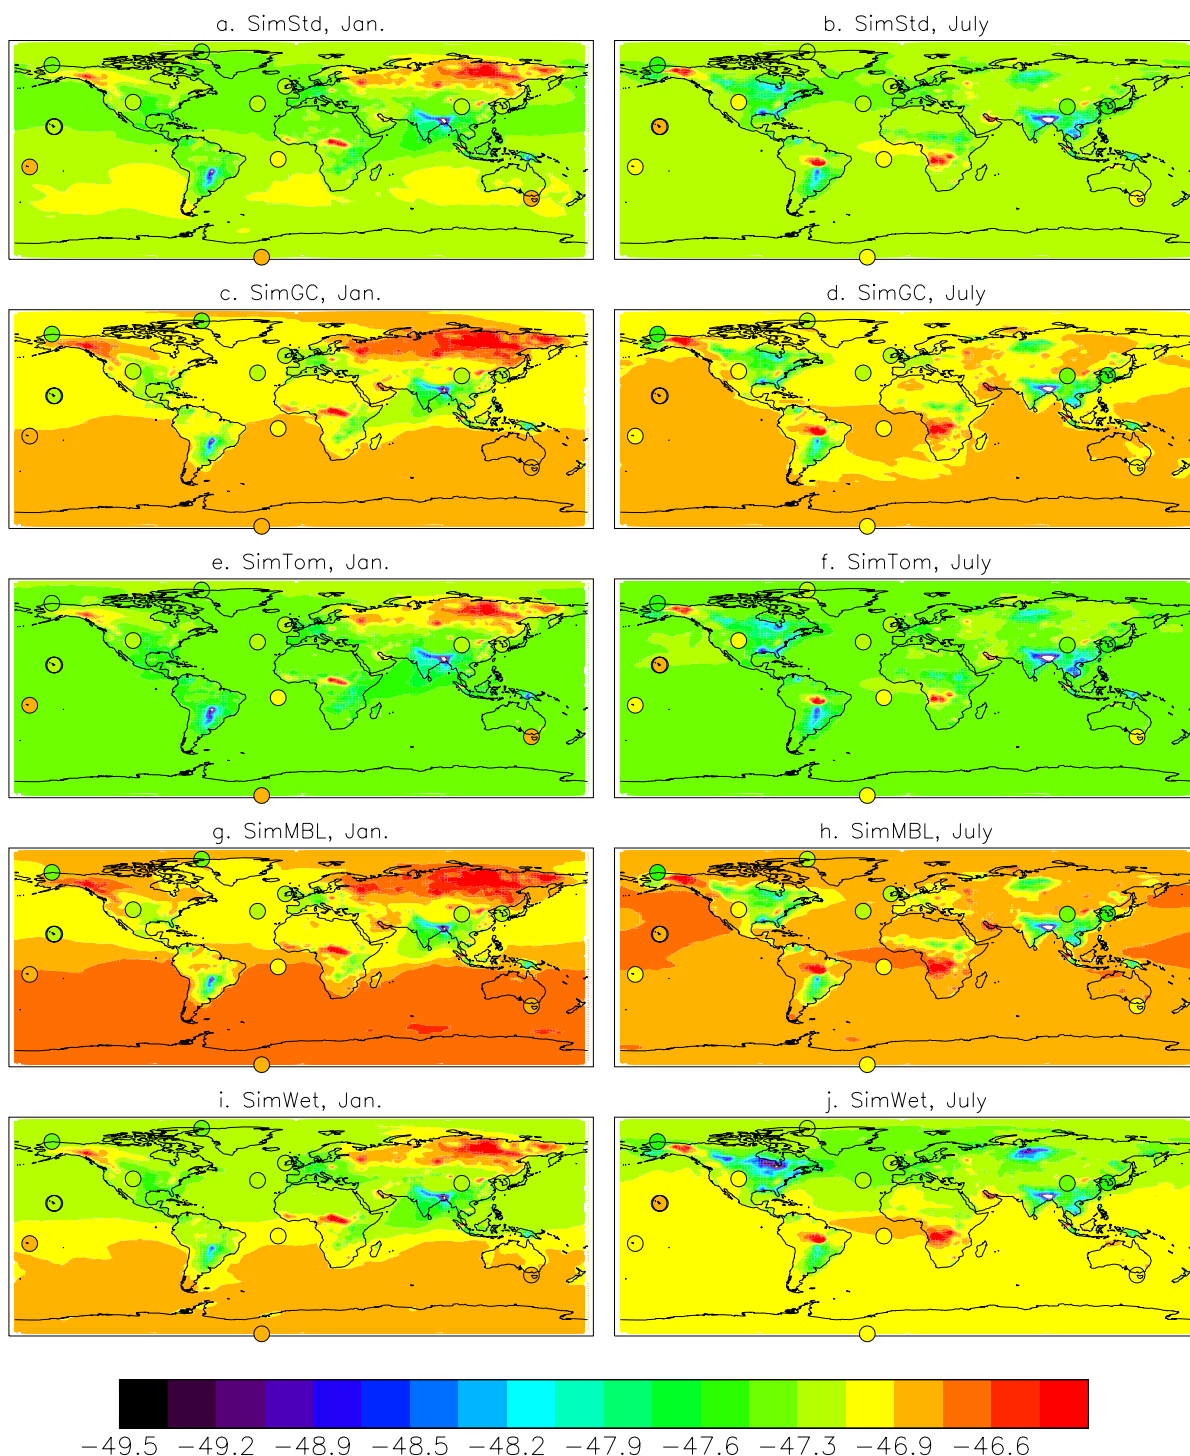 a. SimStd, Jan.
b. SimStd, July
c. SimGC, Jan.
d. SimGC, July
e. SimTom, Jan.
f. SimTom, July
g. SimMBL, Jan.
h. SimMBL, July
i. SimWet, Jan.
j. SimWet, July
−49.5 −49.2 −48.9 −48.5 −48.2 −47.9 −47.6 −47.3 −46.9 −46.6